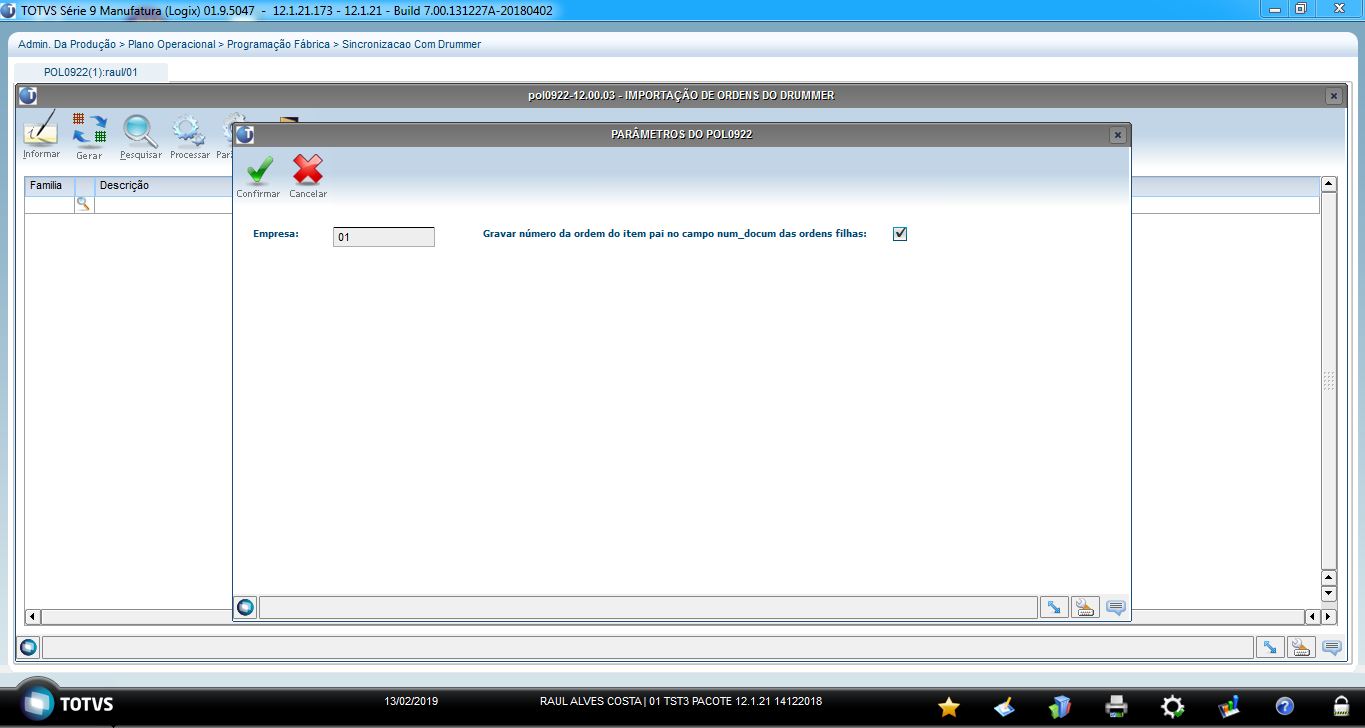 TOTVS Série 9 Manufatura (Logix) 01.9.5047 - 12.1.21.173 - 12.1.21 - Build 7.00.131227A-20180402
Admin. Da Produção > Plano Operacional > Programação Fábrica > Sincronizacao Com Drummer
POL0922(1):raul/01
pol0922-12.00.03 - IMPORTAÇÃO DE ORDENS DO DRUMMER
Informar Gerar Pesquisar Processar
PARÂMETROS DO POL0922
Confirmar Cancelar
Familia Descrição
Empresa: 01 Gravar número da ordem do item pai no campo num_docum das ordens filhas:
TOTVS 13/02/2019 RAUL ALVES COSTA | 01 TST3 PACOTE 12.1.21 14122018